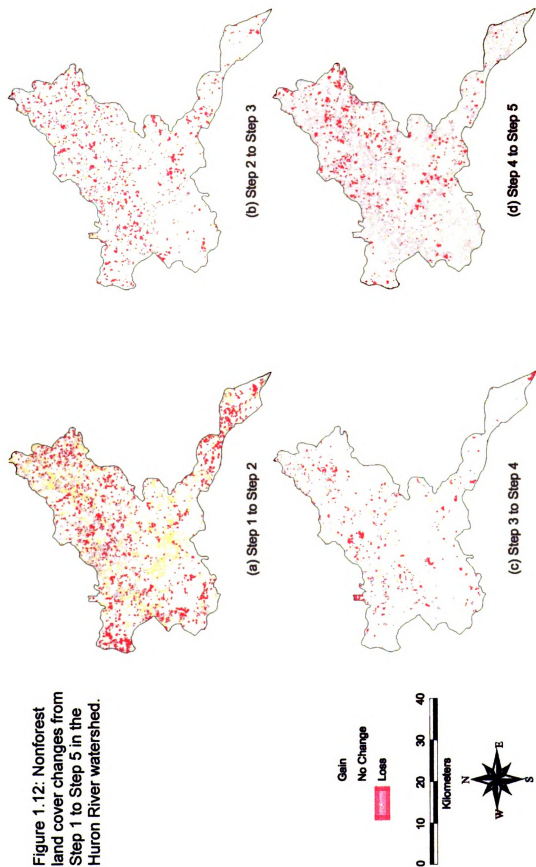 Figure 1.12: Nonforest
land cover changes from
Step 1 to Step 5 in the
Huron River watershed.
(a) Step 1 to Step 2
(b) Step 2 to Step 3
(c) Step 3 to Step 4
(d) Step 4 to Step 5
Gain
No Change
Loss
0 10 20 30 40
Kilometers
N
W E
S